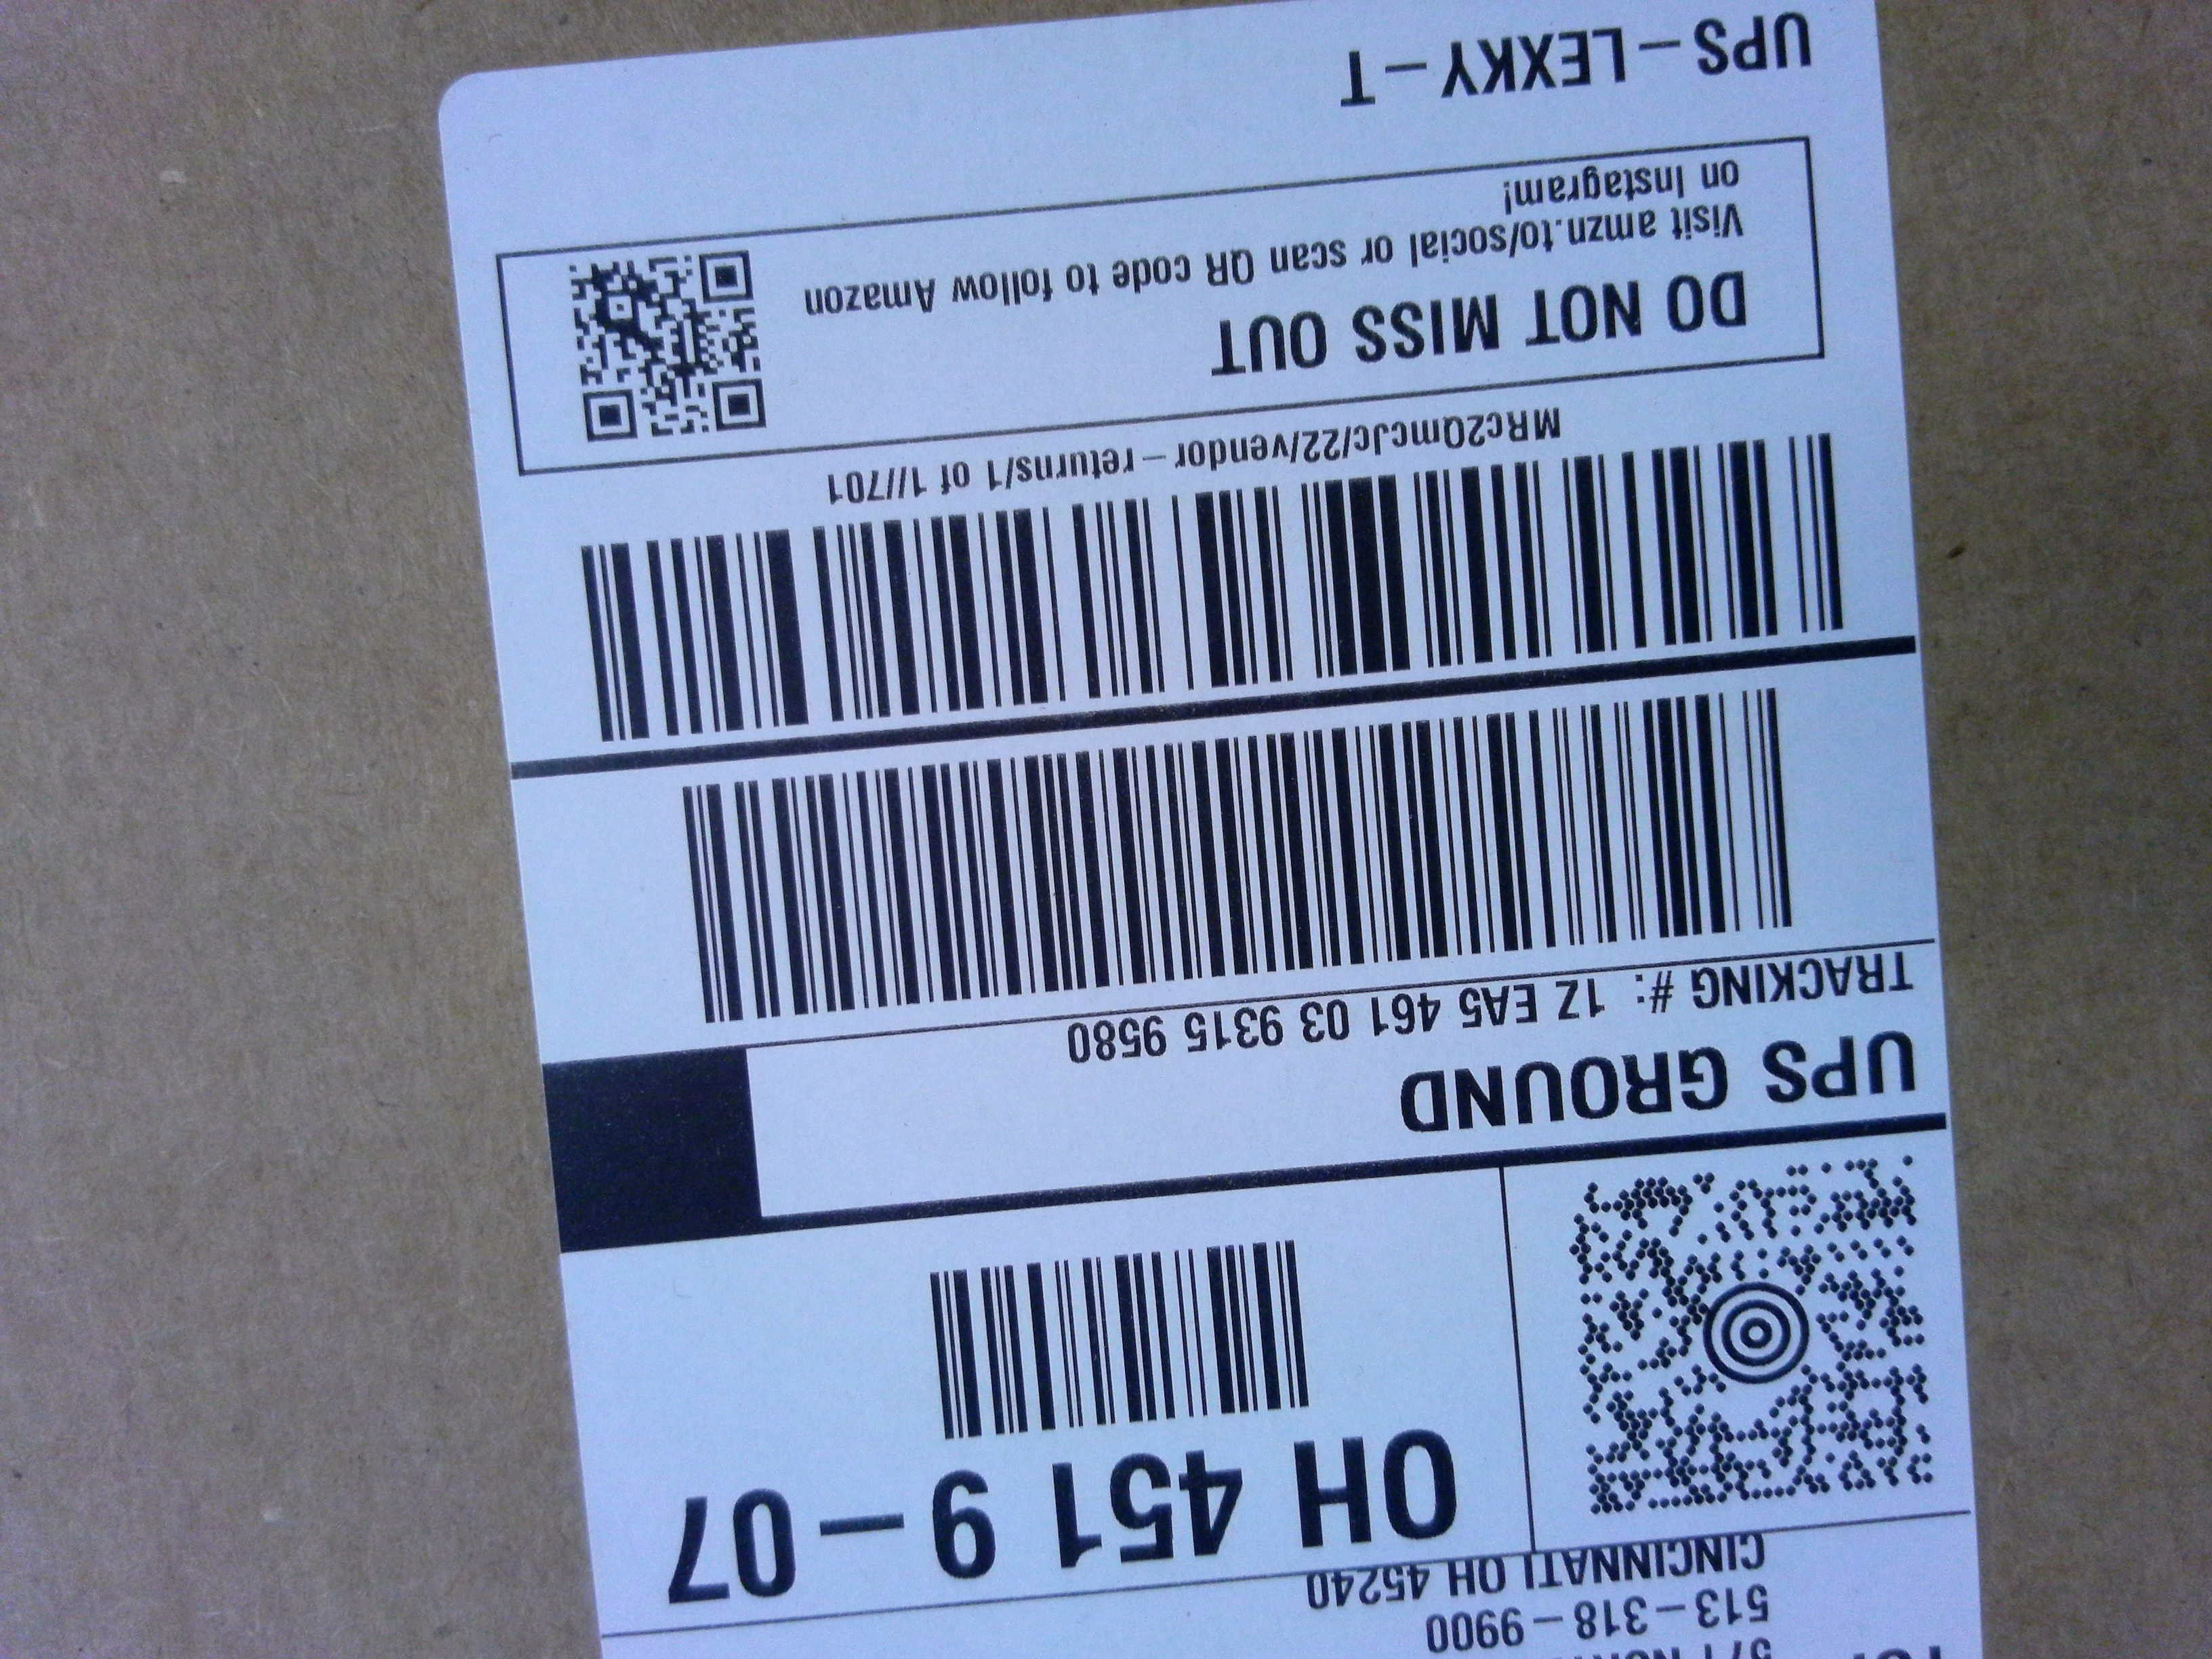 513-318-9900
CINCINNATI OH 45240
OH 451 9-07
UPS GROUND
TRACKING #: 1Z EA5 461 03 9315 9580
MRc2QmcJc/22/vendor-returns/1 of 1//701
DO NOT MISS OUT
Visit amzn.to/social or scan QR code to follow Amazon
on Instagram!
UPS-LEXKY-T